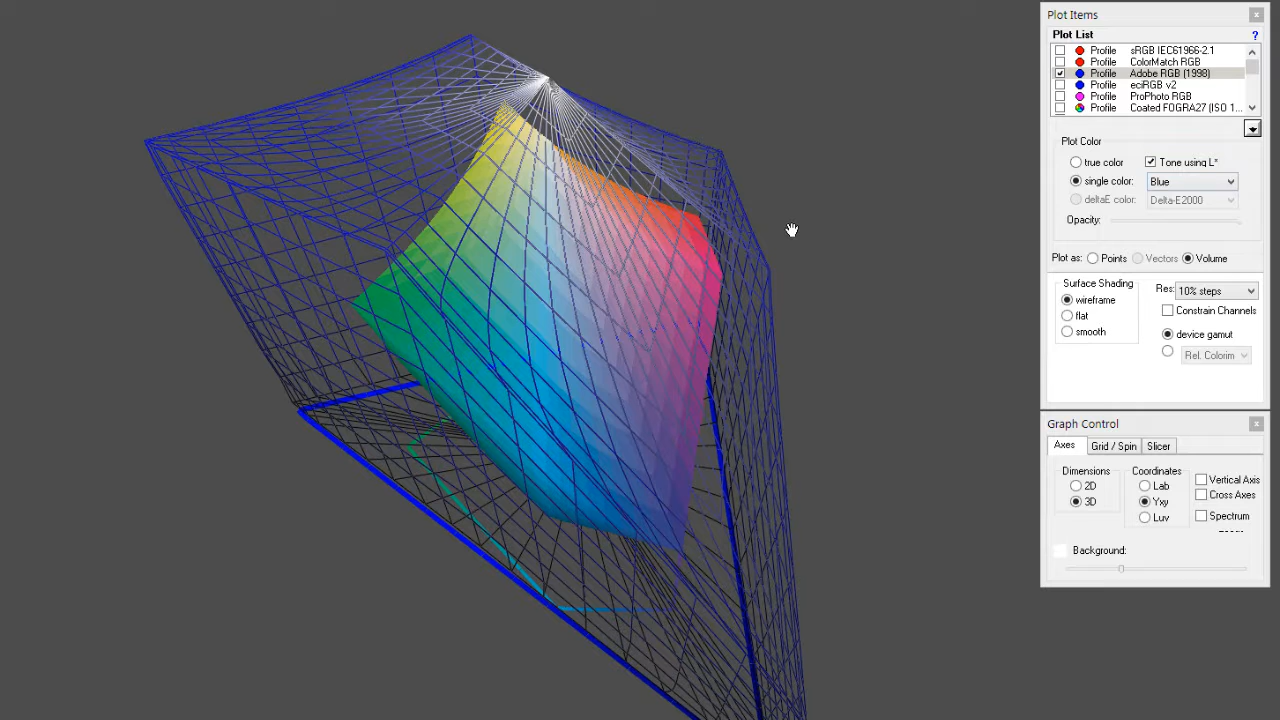 Plot Items
Plot List ?
Profile sRGB IEC61966-2.1
Profile ColorMatch RGB
Profile Adobe RGB (1998)
Profile eciRGB v2
Profile ProPhoto RGB
Profile Coated FOGRA27 (ISO 1...
Plot Color
true color Tone using L*
single color: Blue
deltaE color: Delta-E2000
Opacity:
Plot as: Points Vectors Volume
Surface Shading Res: 10% steps
wireframe Constrain Channels
flat device gamut
smooth Rel. Colorim
Graph Control
Axes Grid / Spin Slicer
Dimensions Coordinates
2D Lab Vertical Axis
3D Yxy Cross Axes
Luv Spectrum
Background: